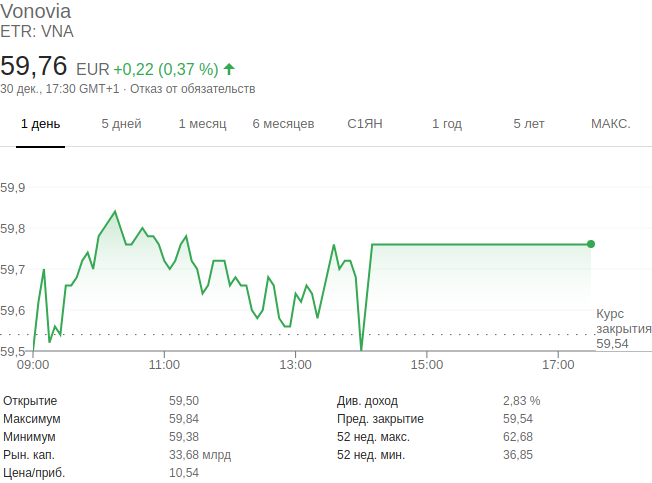 Vonovia
ETR: VNA
59,76 EUR +0,22 (0,37 %)
30 дек., 17:30 GMT+1 · Отказ от обязательств
1 день 5 дней 1 месяц 6 месяцев С1ЯН 1 год 5 лет МАКС.
59,9
59,8
59,7
59,6
59,5
Курс
закрытия
59,54
09:00 11:00 13:00 15:00 17:00
Открытие 59,50 Див. доход 2,83 %
Максимум 59,84 Пред. закрытие 59,54
Минимум 59,38 52 нед. макс. 62,68
Рын. кап. 33,68 млрд 52 нед. мин. 36,85
Цена/приб. 10,54